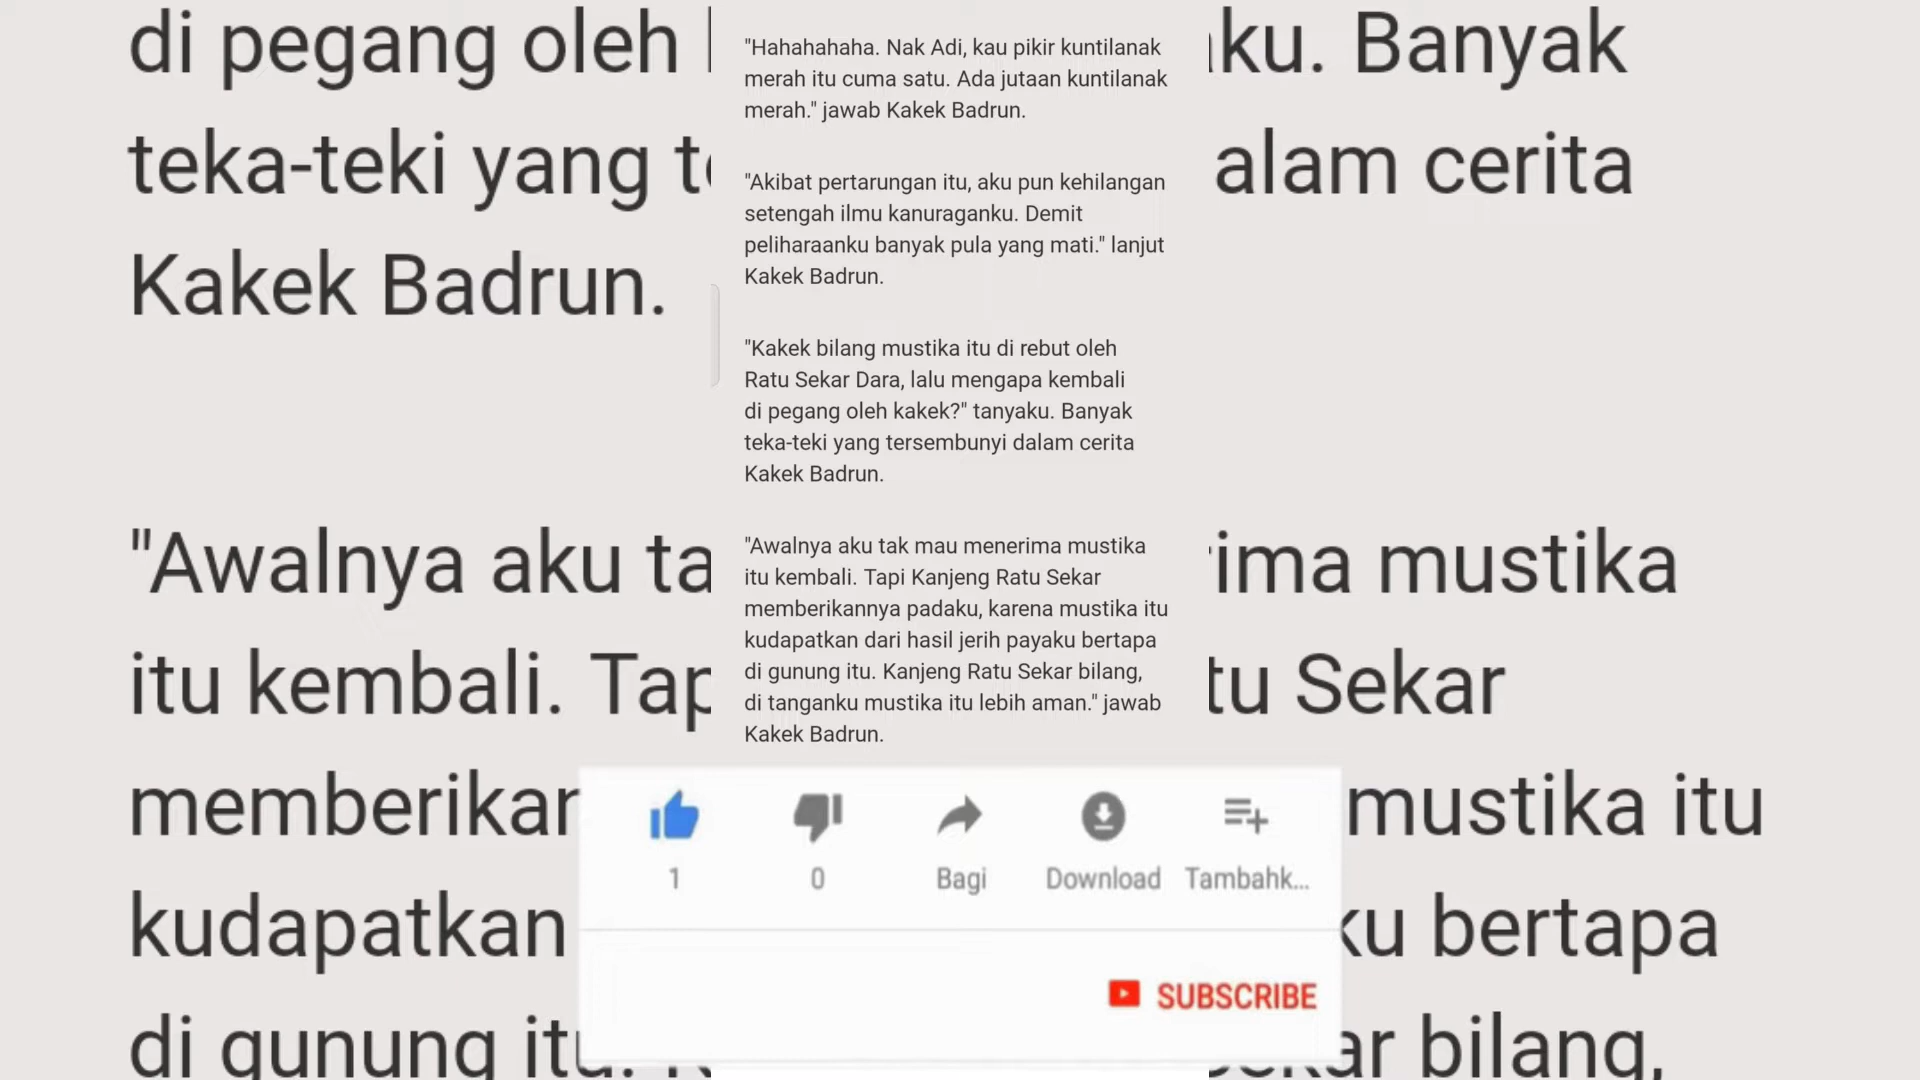 "Hahahahaha. Nak Adi, kau pikir kuntilanak
merah itu cuma satu. Ada jutaan kuntilanak
merah." jawab Kakek Badrun.
"Akibat pertarungan itu, aku pun kehilangan
setengah ilmu kanuraganku. Demit
peliharaanku banyak pula yang mati." lanjut
Kakek Badrun.
"Kakek bilang mustika itu di rebut oleh
Ratu Sekar Dara, lalu mengapa kembali
di pegang oleh kakek?" tanyaku. Banyak
teka-teki yang tersembunyi dalam cerita
Kakek Badrun.
"Awalnya aku tak mau menerima mustika
itu kembali. Tapi Kanjeng Ratu Sekar
memberikannya padaku, karena mustika itu
kudapatkan dari hasil jerih payaku bertapa
di gunung itu. Kanjeng Ratu Sekar bilang,
di tanganku mustika itu lebih aman." jawab
Kakek Badrun.
di pegang oleh
ku. Banyak
teka-teki yang
alam cerita
Kakek Badrun.
"Awalnya aku ta
ima mustika
itu kembali. Tap
tu Sekar
memberikan
mustika itu
kudapatkan
ku bertapa
di gunung itu.
ar bilang,
1
0
Bagi
Download
Tambahk...
SUBSCRIBE